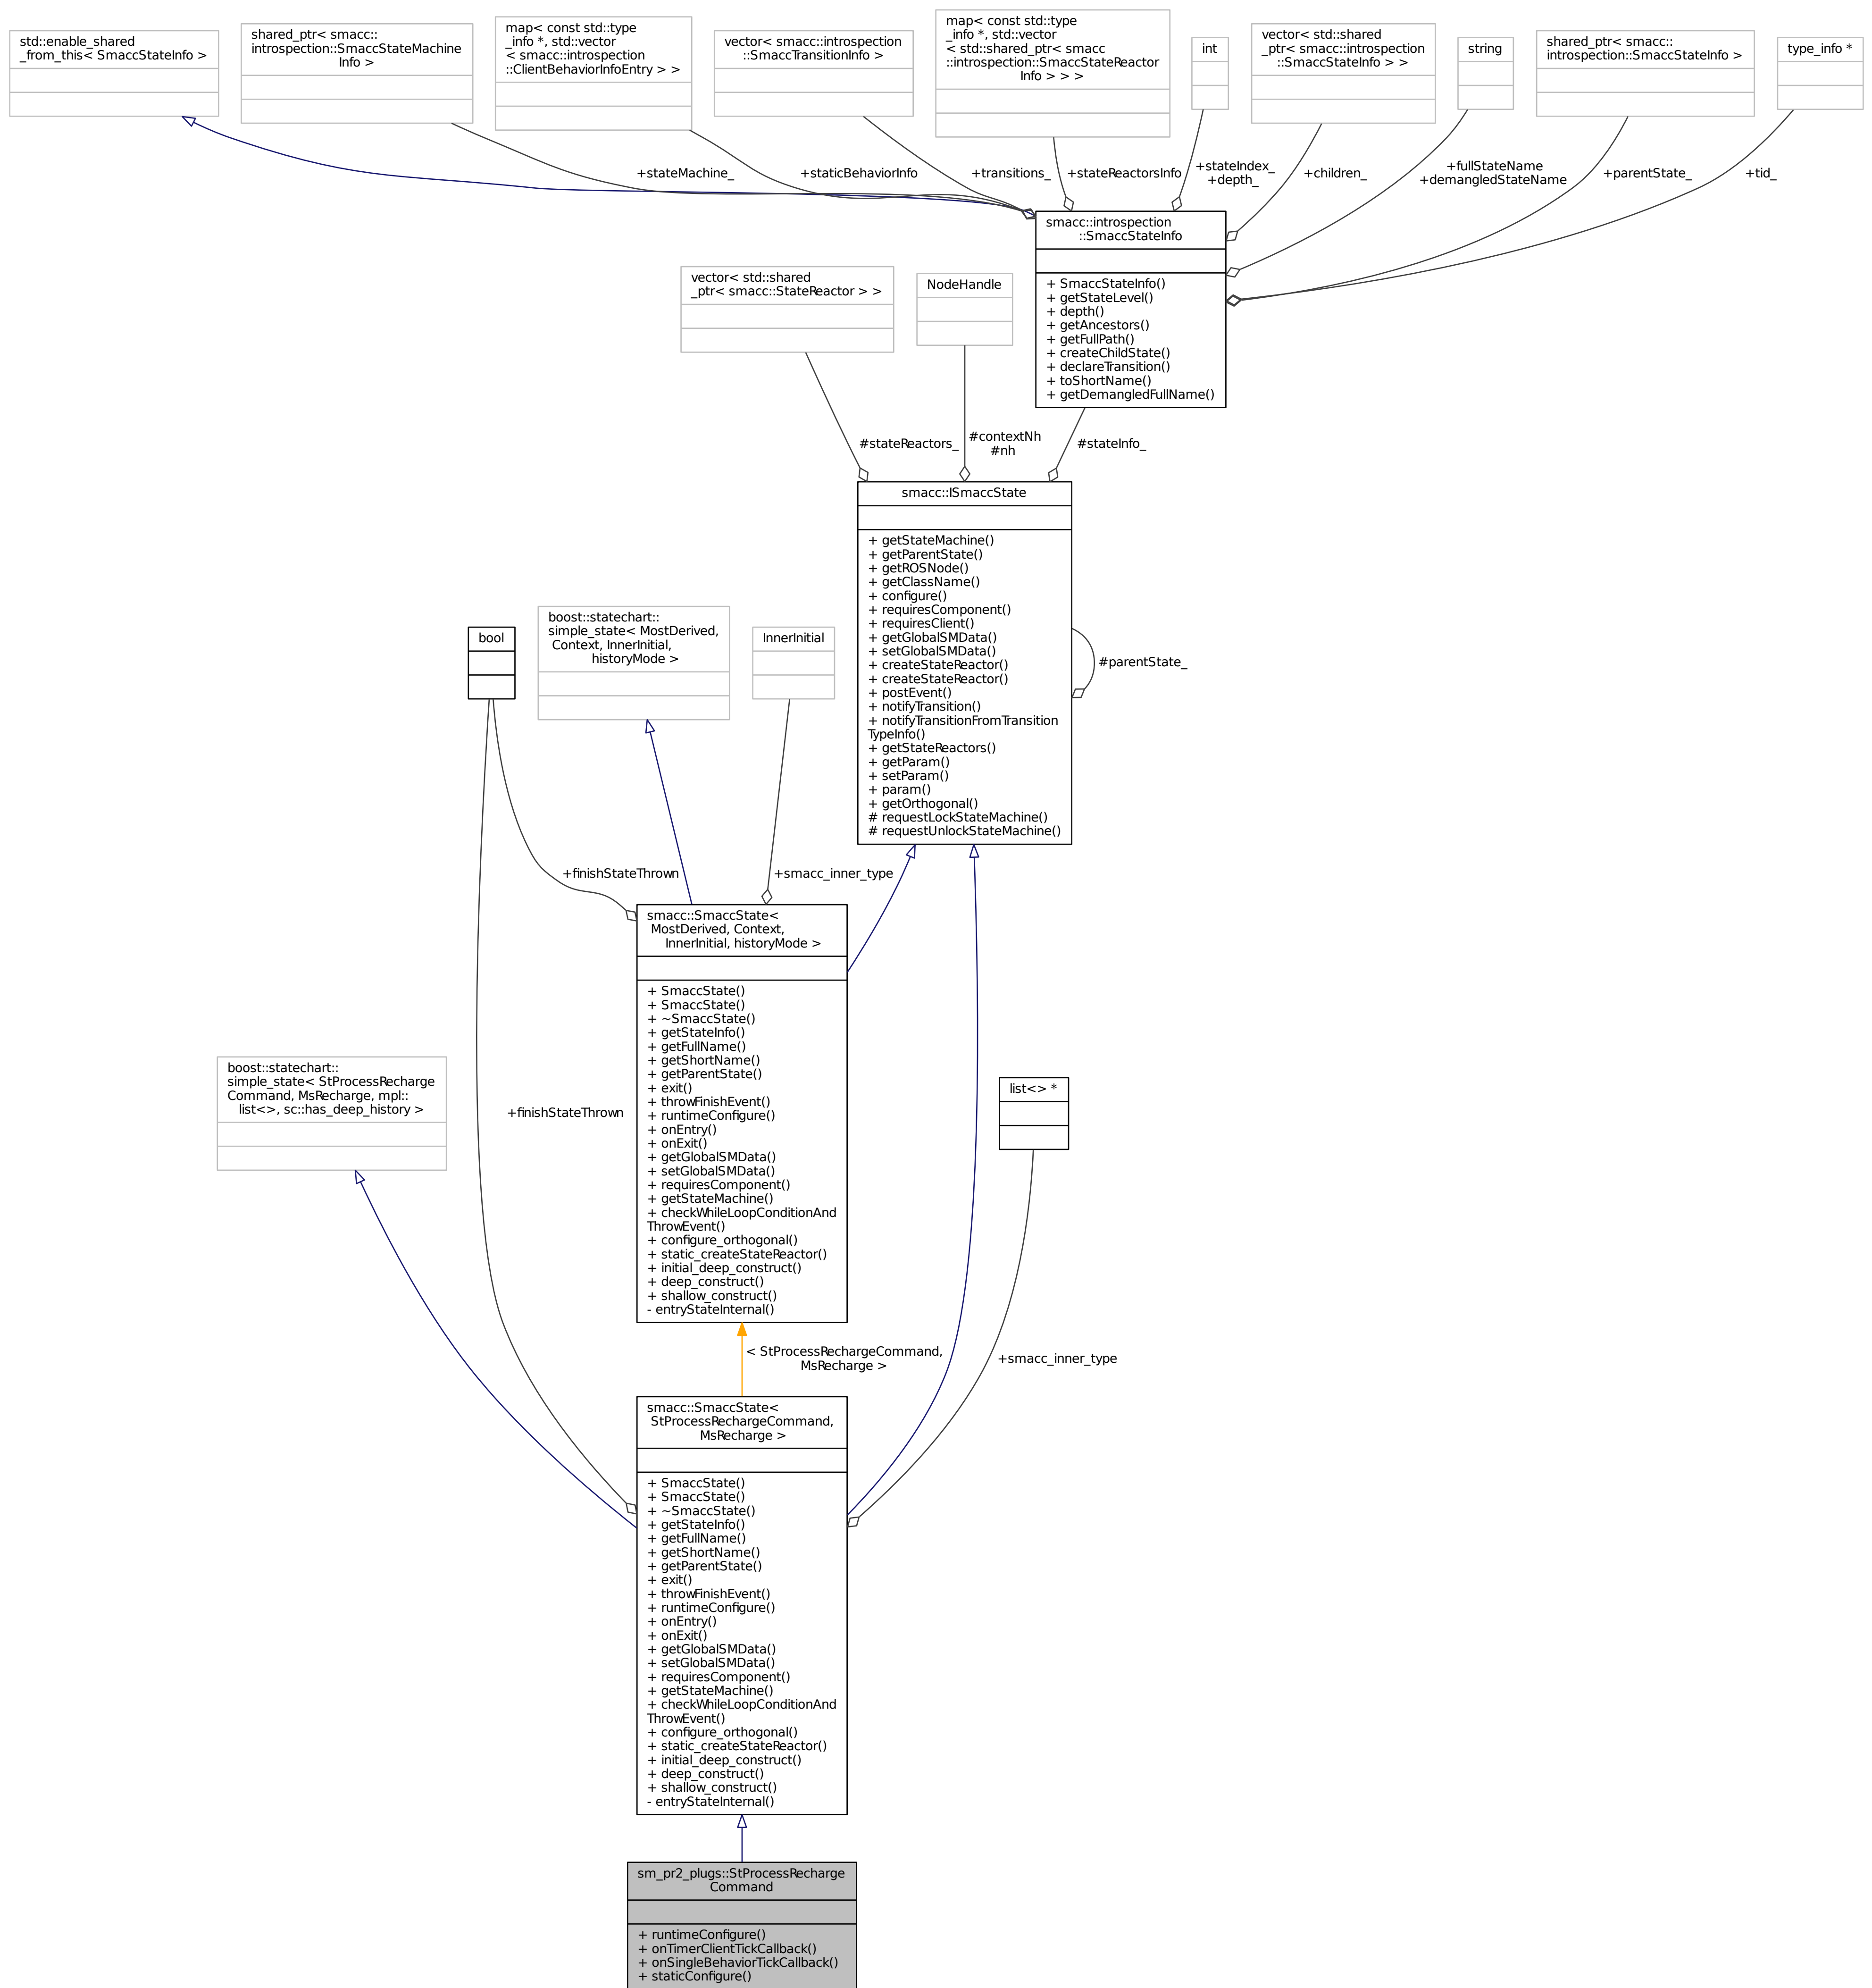 std::enable_shared
_from_this< SmaccStateInfo >
shared_ptr< smacc::
introspection::SmaccStateMachine
Info >
map< const std::type
_info *, std::vector
< smacc::introspection
::ClientBehaviorInfoEntry > >
vector< smacc::introspection
::SmaccTransitionInfo >
map< const std::type
_info *, std::vector
< std::shared_ptr< smacc
::introspection::SmaccStateReactor
Info > > >
int
vector< std::shared
_ptr< smacc::introspection
::SmaccStateInfo > >
string
shared_ptr< smacc::
introspection::SmaccStateInfo >
type_info *
+stateMachine_
+staticBehaviorInfo
+transitions_
+stateReactorsInfo
+stateIndex_
+depth_
+children_
+fullStateName
+demangledStateName
+parentState_
+tid_
smacc::introspection
::SmaccStateInfo
+ SmaccStateInfo()
+ getStateLevel()
+ depth()
+ getAncestors()
+ getFullPath()
+ createChildState()
+ declareTransition()
+ toShortName()
+ getDemangledFullName()
vector< std::shared
_ptr< smacc::StateReactor > >
NodeHandle
#stateReactors_
#contextNh
#nh
#stateInfo_
smacc::ISmaccState
+ getStateMachine()
+ getParentState()
+ getROSNode()
+ getClassName()
+ configure()
+ requiresComponent()
+ requiresClient()
+ getGlobalSMData()
+ setGlobalSMData()
+ createStateReactor()
+ createStateReactor()
+ postEvent()
+ notifyTransition()
+ notifyTransitionFromTransition
TypeInfo()
+ getStateReactors()
+ getParam()
+ setParam()
+ param()
+ getOrthogonal()
# requestLockStateMachine()
# requestUnlockStateMachine()
#parentState_
bool
boost::statechart::
simple_state< MostDerived,
Context, InnerInitial,
historyMode >
InnerInitial
+finishStateThrown
+smacc_inner_type
smacc::SmaccState<
MostDerived, Context,
InnerInitial, historyMode >
+ SmaccState()
+ SmaccState()
+ ~SmaccState()
+ getStateInfo()
+ getFullName()
+ getShortName()
+ getParentState()
+ exit()
+ throwFinishEvent()
+ runtimeConfigure()
+ onEntry()
+ onExit()
+ getGlobalSMData()
+ setGlobalSMData()
+ requiresComponent()
+ getStateMachine()
+ checkWhileLoopConditionAnd
ThrowEvent()
+ configure_orthogonal()
+ static_createStateReactor()
+ initial_deep_construct()
+ deep_construct()
+ shallow_construct()
- entryStateInternal()
boost::statechart::
simple_state< StProcessRecharge
Command, MsRecharge, mpl::
list<>, sc::has_deep_history >
+finishStateThrown
list<> *
< StProcessRechargeCommand,
MsRecharge >
+smacc_inner_type
smacc::SmaccState<
StProcessRechargeCommand,
MsRecharge >
+ SmaccState()
+ SmaccState()
+ ~SmaccState()
+ getStateInfo()
+ getFullName()
+ getShortName()
+ getParentState()
+ exit()
+ throwFinishEvent()
+ runtimeConfigure()
+ onEntry()
+ onExit()
+ getGlobalSMData()
+ setGlobalSMData()
+ requiresComponent()
+ getStateMachine()
+ checkWhileLoopConditionAnd
ThrowEvent()
+ configure_orthogonal()
+ static_createStateReactor()
+ initial_deep_construct()
+ deep_construct()
+ shallow_construct()
- entryStateInternal()
sm_pr2_plugs::StProcessRecharge
Command
+ runtimeConfigure()
+ onTimerClientTickCallback()
+ onSingleBehaviorTickCallback()
+ staticConfigure()